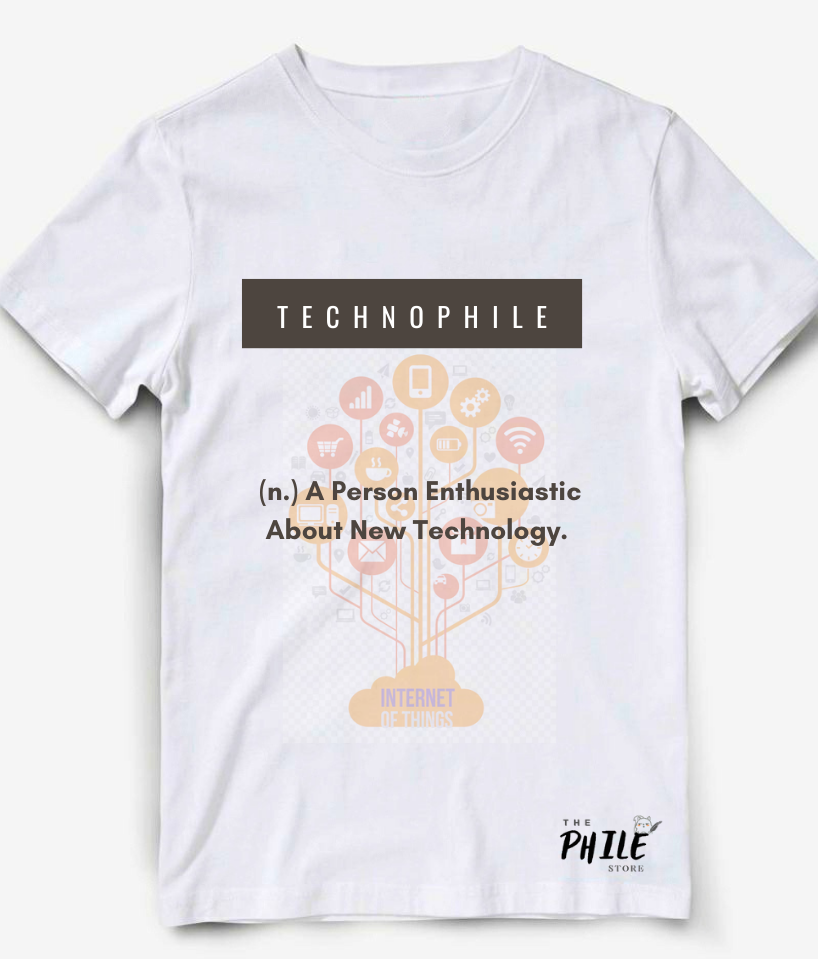 TECHNOPHILE
(n.) A Person Enthusiastic
About New Technology.
INTERNET
OF THINGS
THE
PHILE
STORE